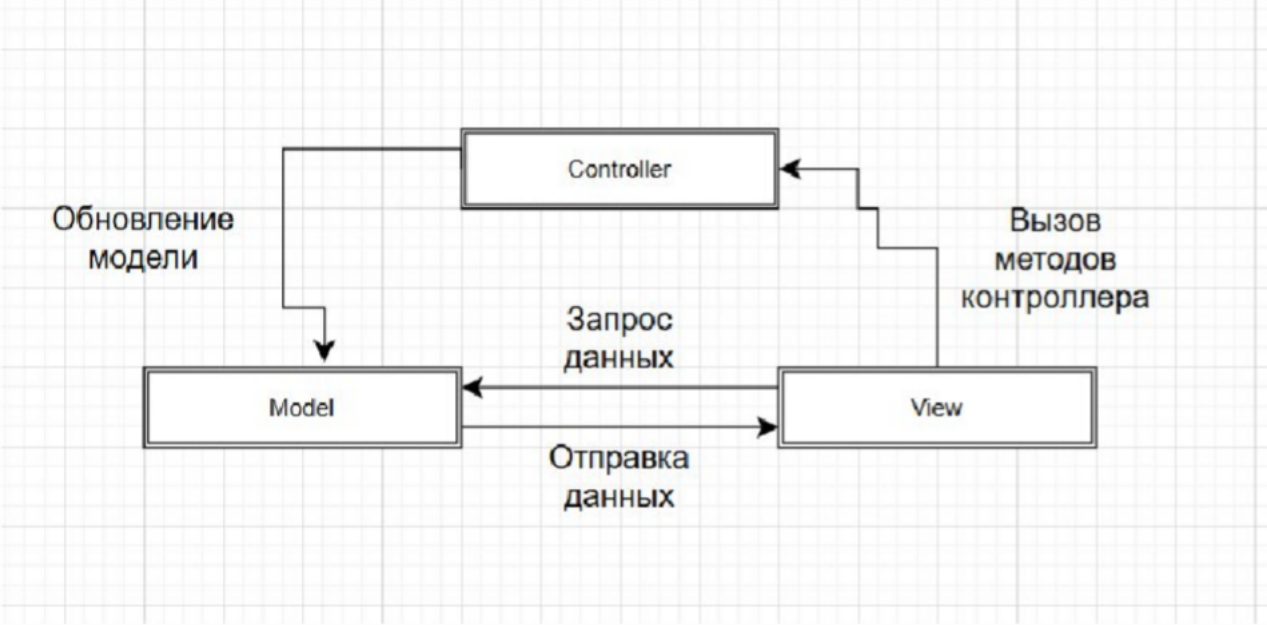 Controller
Обновление
модели
Вызов
методов
контроллера
Запрос
данных
Model
View
Отправка
данных